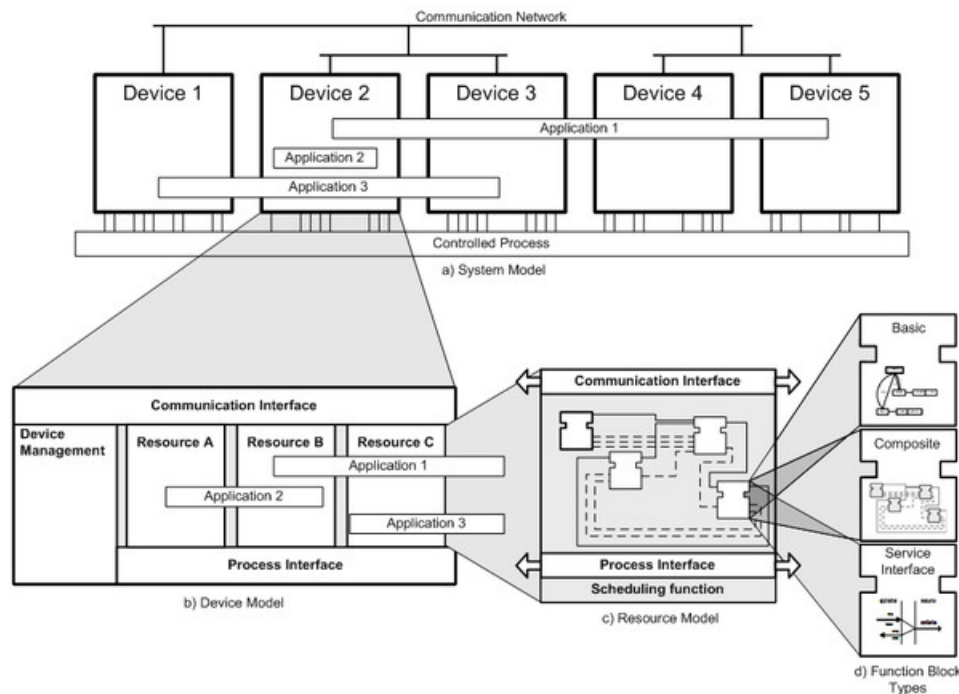 Communication Network
Device 1
Device 2
Device 3
Device 4
Device 5
Application 1
Application 2
Application 3
Controlled Process
a) System Model
Communication Interface
Device
Management
Resource A
Resource B
Resource C
Application 1
Application 2
Application 3
Process Interface
b) Device Model
Communication Interface
Process Interface
Scheduling function
c) Resource Model
Basic
Composite
Service
Interface
d) Function Block
Types